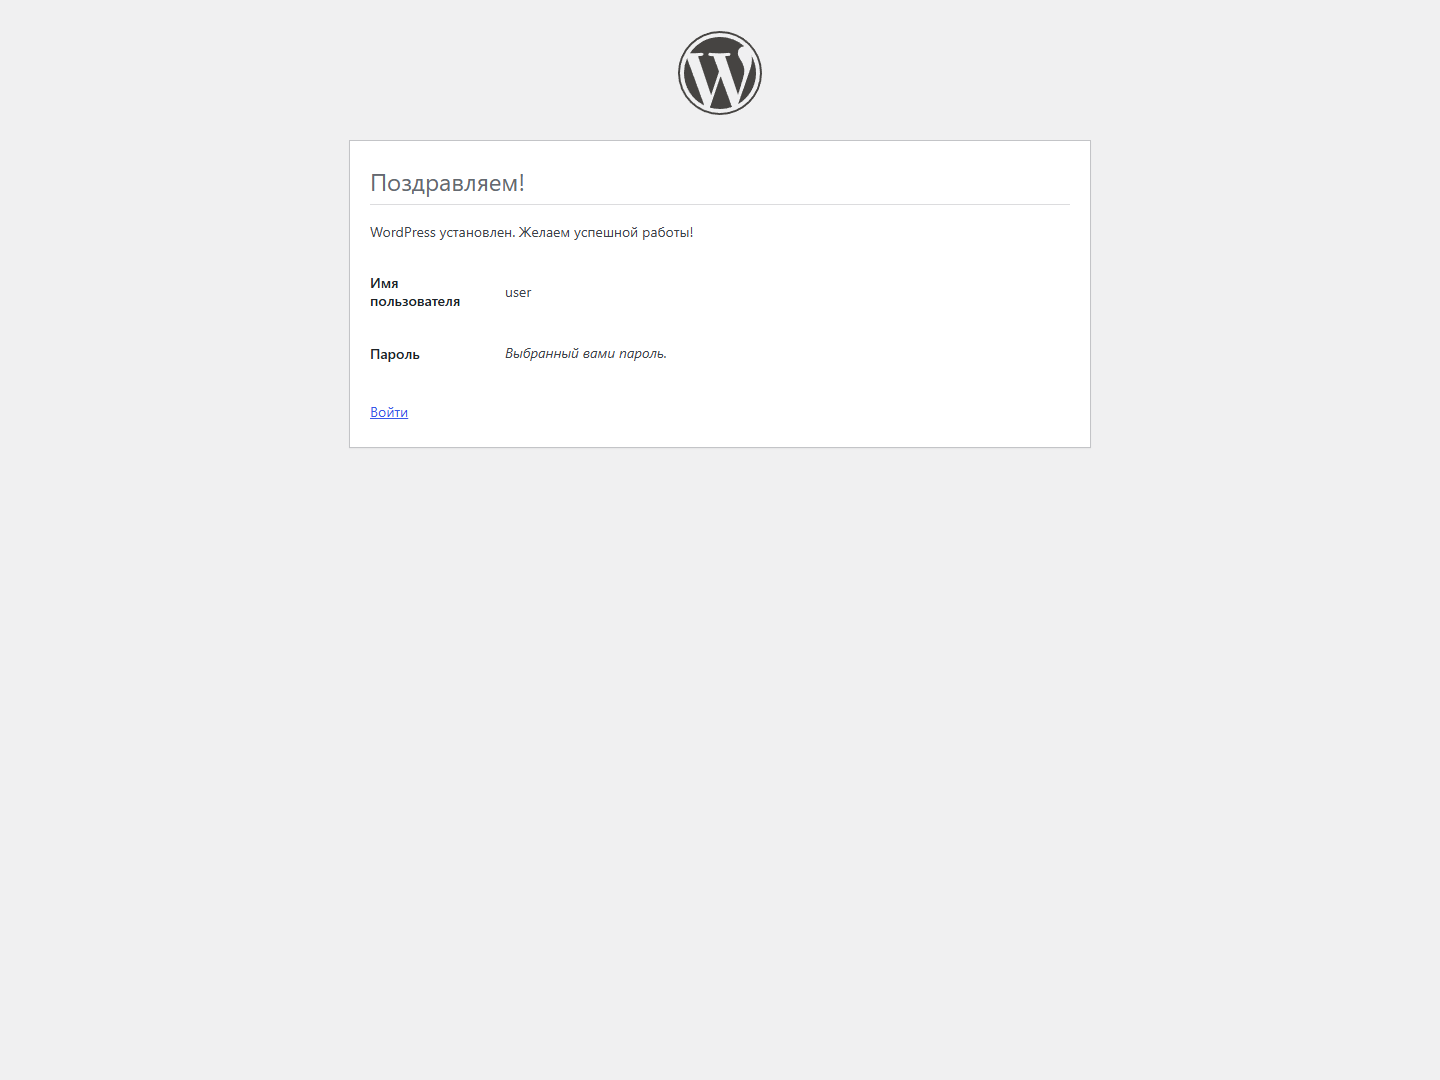 Поздравляем!
WordPress установлен. Желаем успешной работы!
Имя
пользователя
user
Пароль
Выбранный вами пароль.
Войти